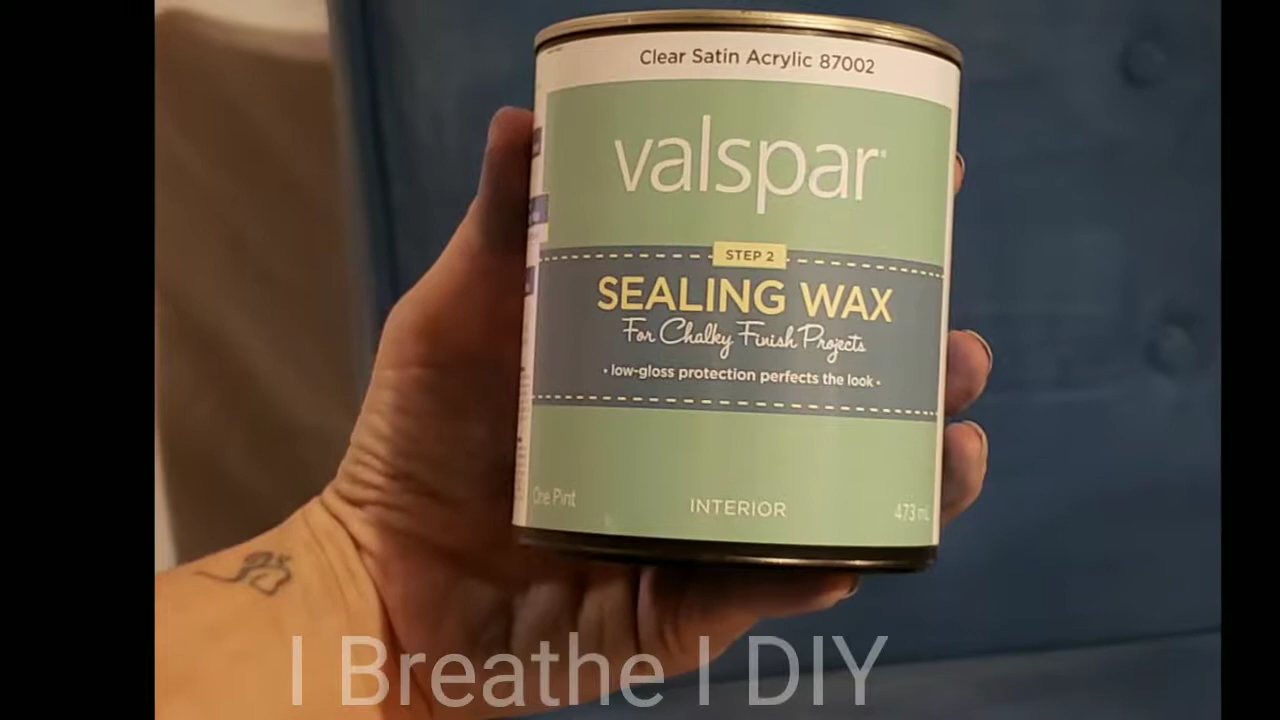 Clear Satin Acrylic 87002
valspar®
STEP 2
SEALING WAX
For Chalky Finish Projects
• low-gloss protection perfects the look •
One Pint
INTERIOR
473 mL
I Breathe I DIY